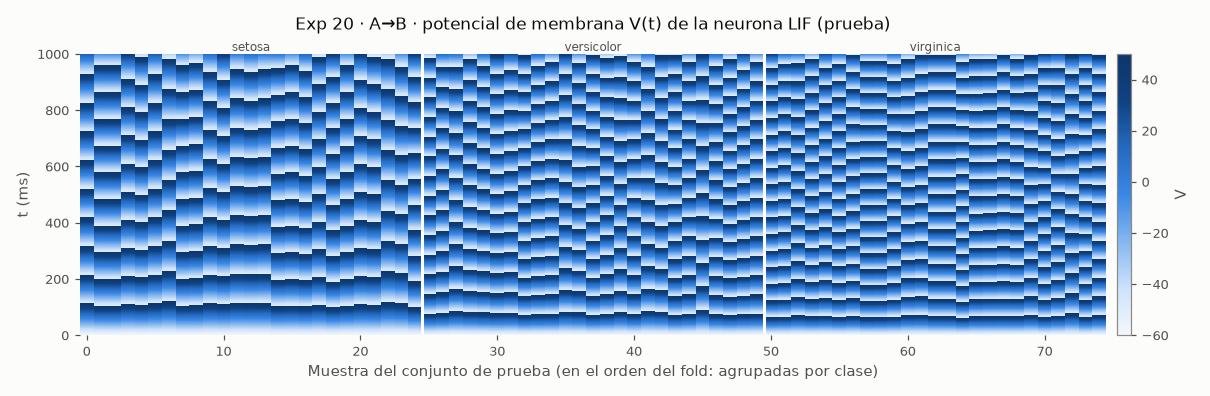 Exp 20 · A→B · potencial de membrana V(t) de la neurona LIF (prueba)
setosa versicolor virginica
1000
800
600
400
200
0
t (ms)
0 10 20 30 40 50 60 70
Muestra del conjunto de prueba (en el orden del fold: agrupadas por clase)
40
20
0
−20
−40
−60
V